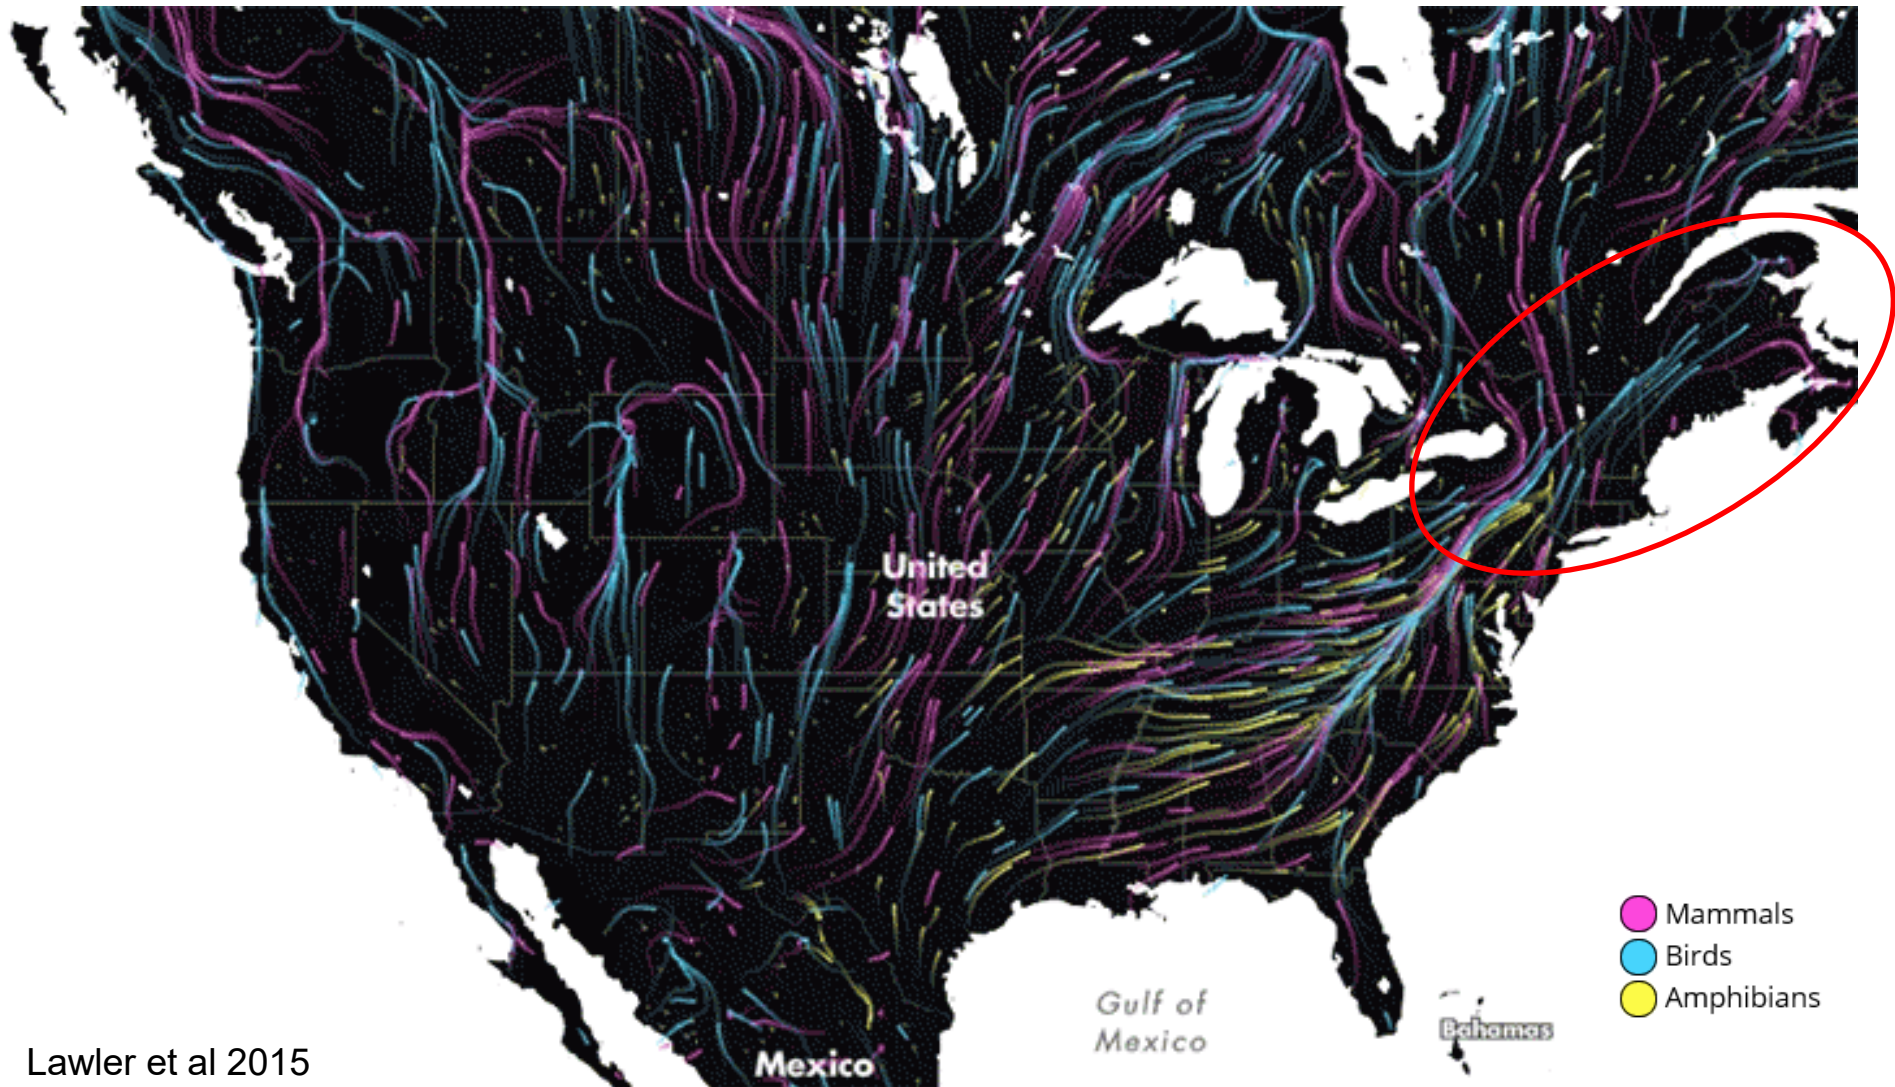 United
States
Mammals
Birds
Amphibians
Gulf of
Mexico
Bahamas
Lawler et al 2015
Mexico